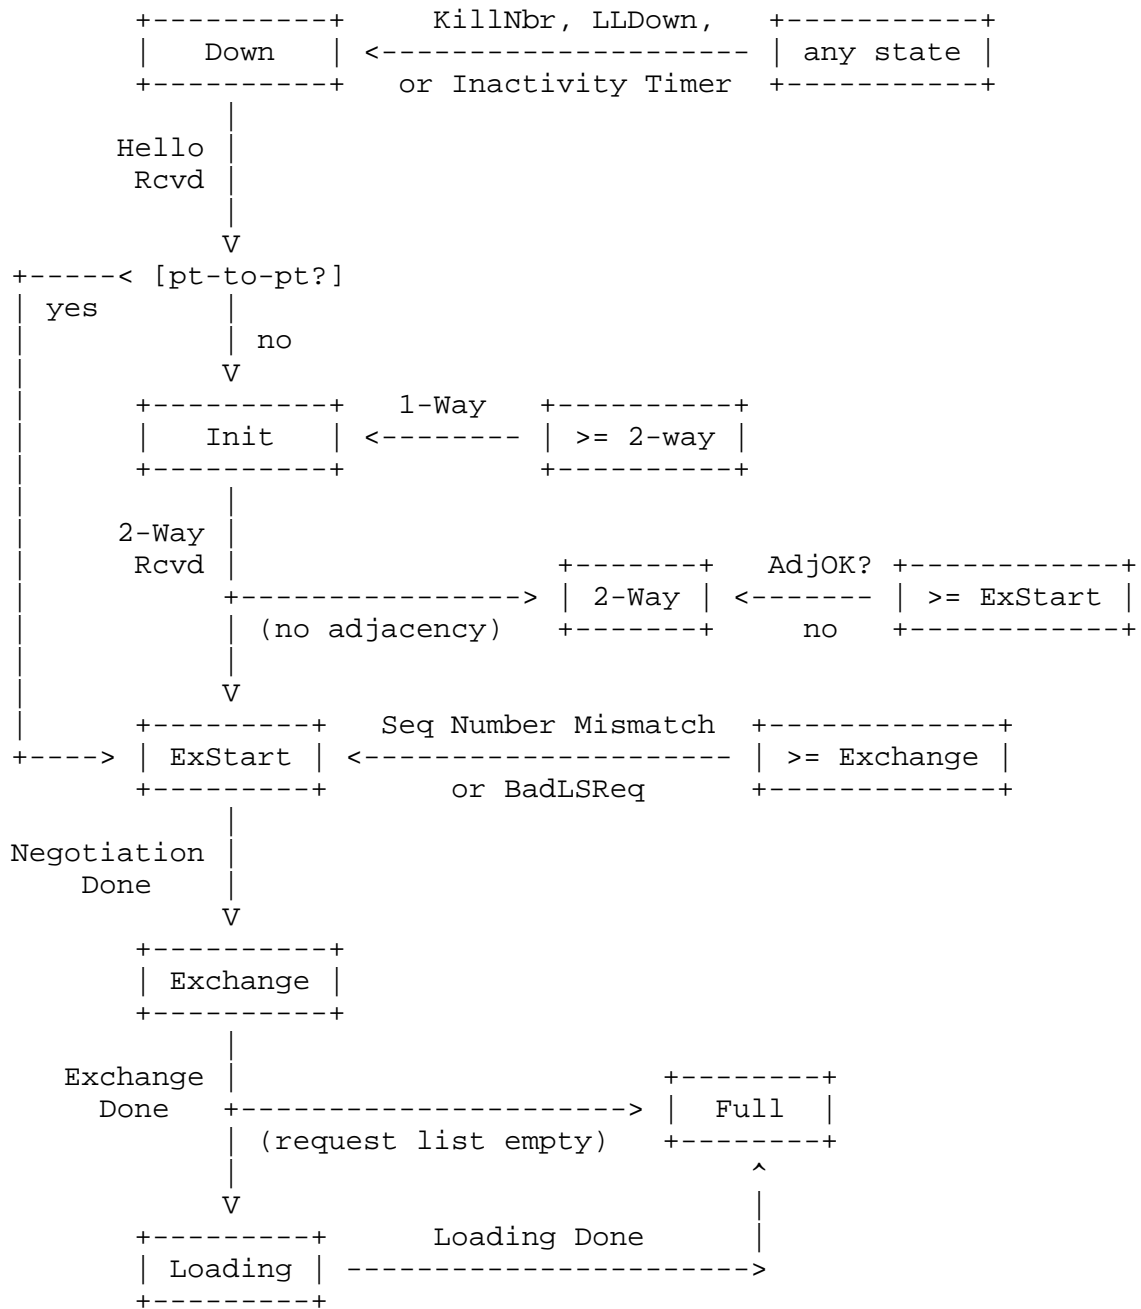 +----------+     KillNbr, LLDown,   +-----------+
|   Down   | <--------------------- | any state |
+----------+   or Inactivity Timer  +-----------+
|
Hello |
Rcvd |
|
V
+-----< [pt-to-pt?]
| yes       |
|           | no
|           V
|      +----------+   1-Way   +----------+
|      |   Init   | <-------- | >= 2-way |
|      +----------+           +----------+
|           |
|     2-Way |
|      Rcvd |                  +-------+   AdjOK? +------------+
|           +----------------> | 2-Way | <------- | >= ExStart |
|           | (no adjacency)   +-------+     no   +------------+
|           |
|           V
|      +---------+   Seq Number Mismatch  +-------------+
+----> | ExStart | <--------------------- | >= Exchange |
+---------+       or BadLSReq      +-------------+
|
Negotiation |
Done    |
V
+----------+
| Exchange |
+----------+
|
Exchange |                         +--------+
Done   +----------------------> |  Full  |
| (request list empty)   +--------+
|                             ^
V                             |
+---------+      Loading Done      |
| Loading | ----------------------->
+---------+